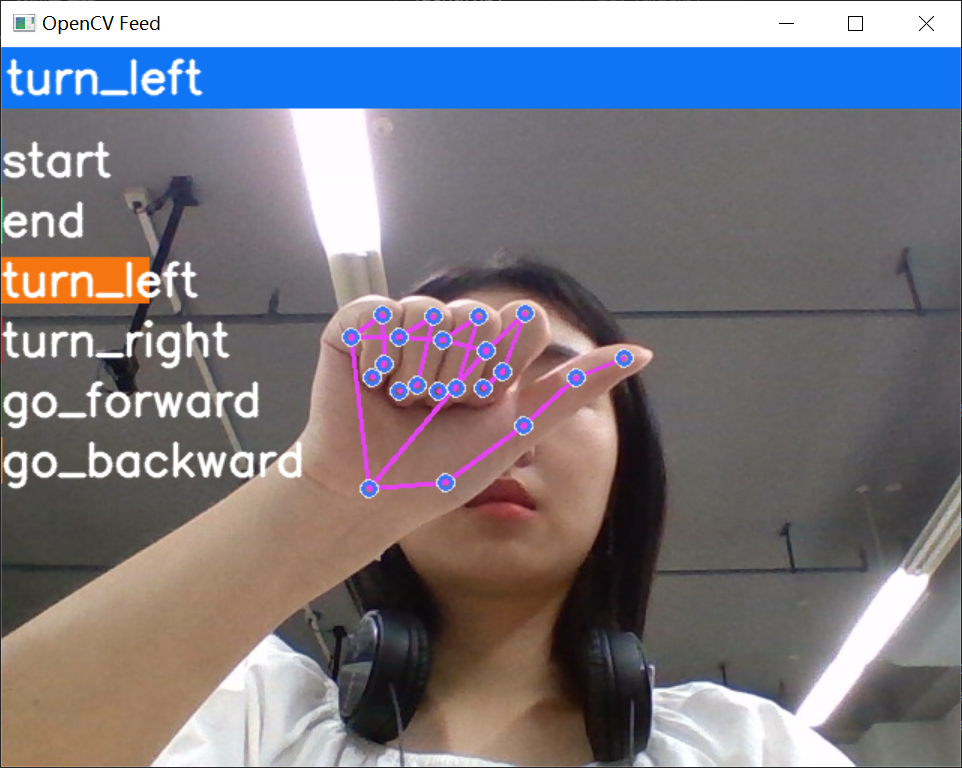 OpenCV Feed
turn_left
start
end
turn_left
turn_right
go_forward
go_backward